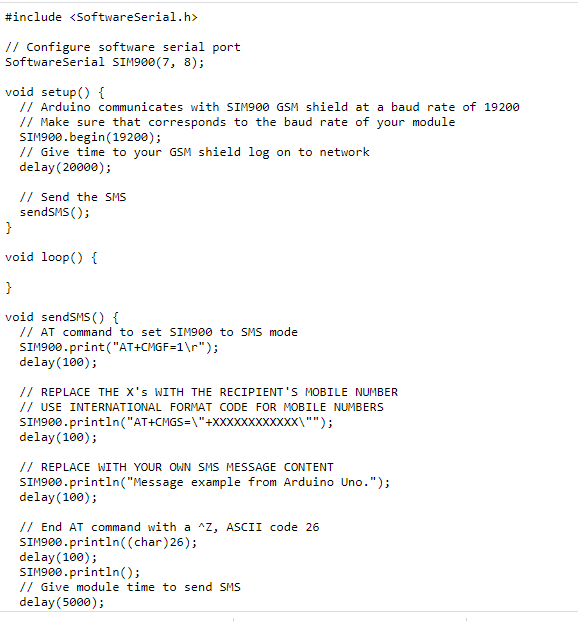 #include <SoftwareSerial.h>

// Configure software serial port
SoftwareSerial SIM900(7, 8);

void setup() {
  // Arduino communicates with SIM900 GSM shield at a baud rate of 19200
  // Make sure that corresponds to the baud rate of your module
  SIM900.begin(19200);
  // Give time to your GSM shield log on to network
  delay(20000);

  // Send the SMS
  sendSMS();
}

void loop() {

}

void sendSMS() {
  // AT command to set SIM900 to SMS mode
  SIM900.print("AT+CMGF=1\r");
  delay(100);

  // REPLACE THE X's WITH THE RECIPIENT'S MOBILE NUMBER
  // USE INTERNATIONAL FORMAT CODE FOR MOBILE NUMBERS
  SIM900.println("AT+CMGS=\"+XXXXXXXXXXXX\"");
  delay(100);

  // REPLACE WITH YOUR OWN SMS MESSAGE CONTENT
  SIM900.println("Message example from Arduino Uno.");
  delay(100);

  // End AT command with a ^Z, ASCII code 26
  SIM900.println((char)26);
  delay(100);
  SIM900.println();
  // Give module time to send SMS
  delay(5000);